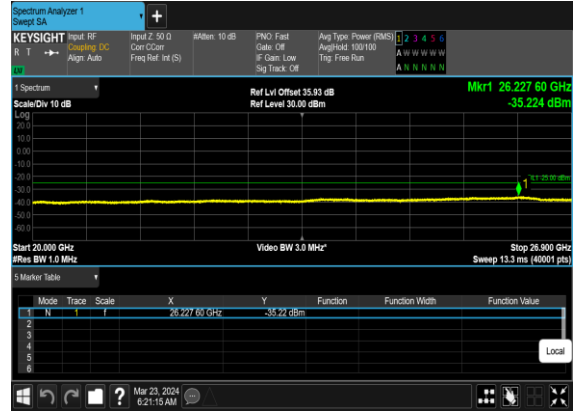 Spectrum Analyzer 1
Swept SA
+
KEYSIGHT Input: RF Input Z: 50 Ω #Atten: 10 dB PNO: Fast Avg Type: Power (RMS) 1 2 3 4 5 6
R T Coupling: DC Corr CCorr Gate: Off Avg|Hold: 100/100 A W W W W W
Align: Auto Freq Ref: Int (S) IF Gain: Low Trig: Free Run
Sig Track: Off A N N N N N
1 Spectrum
Ref Lvl Offset 35.93 dB Mkr1 26.227 60 GHz
Scale/Div 10 dB Ref Level 30.00 dBm -35.224 dBm
Log
20.0
10.0
0.00
-10.0
DL1 -25.00 dBm
-20.0
1
-30.0
-40.0
-50.0
-60.0
Start 20.000 GHz Video BW 3.0 MHz* Stop 26.900 GHz
#Res BW 1.0 MHz Sweep 13.3 ms (40001 pts)
5 Marker Table
Mode Trace Scale X Y Function Function Width Function Value
1 N 1 f 26.227 60 GHz -35.22 dBm
2
3
4
5
6
Local
?
Mar 23, 2024
6:21:15 AM